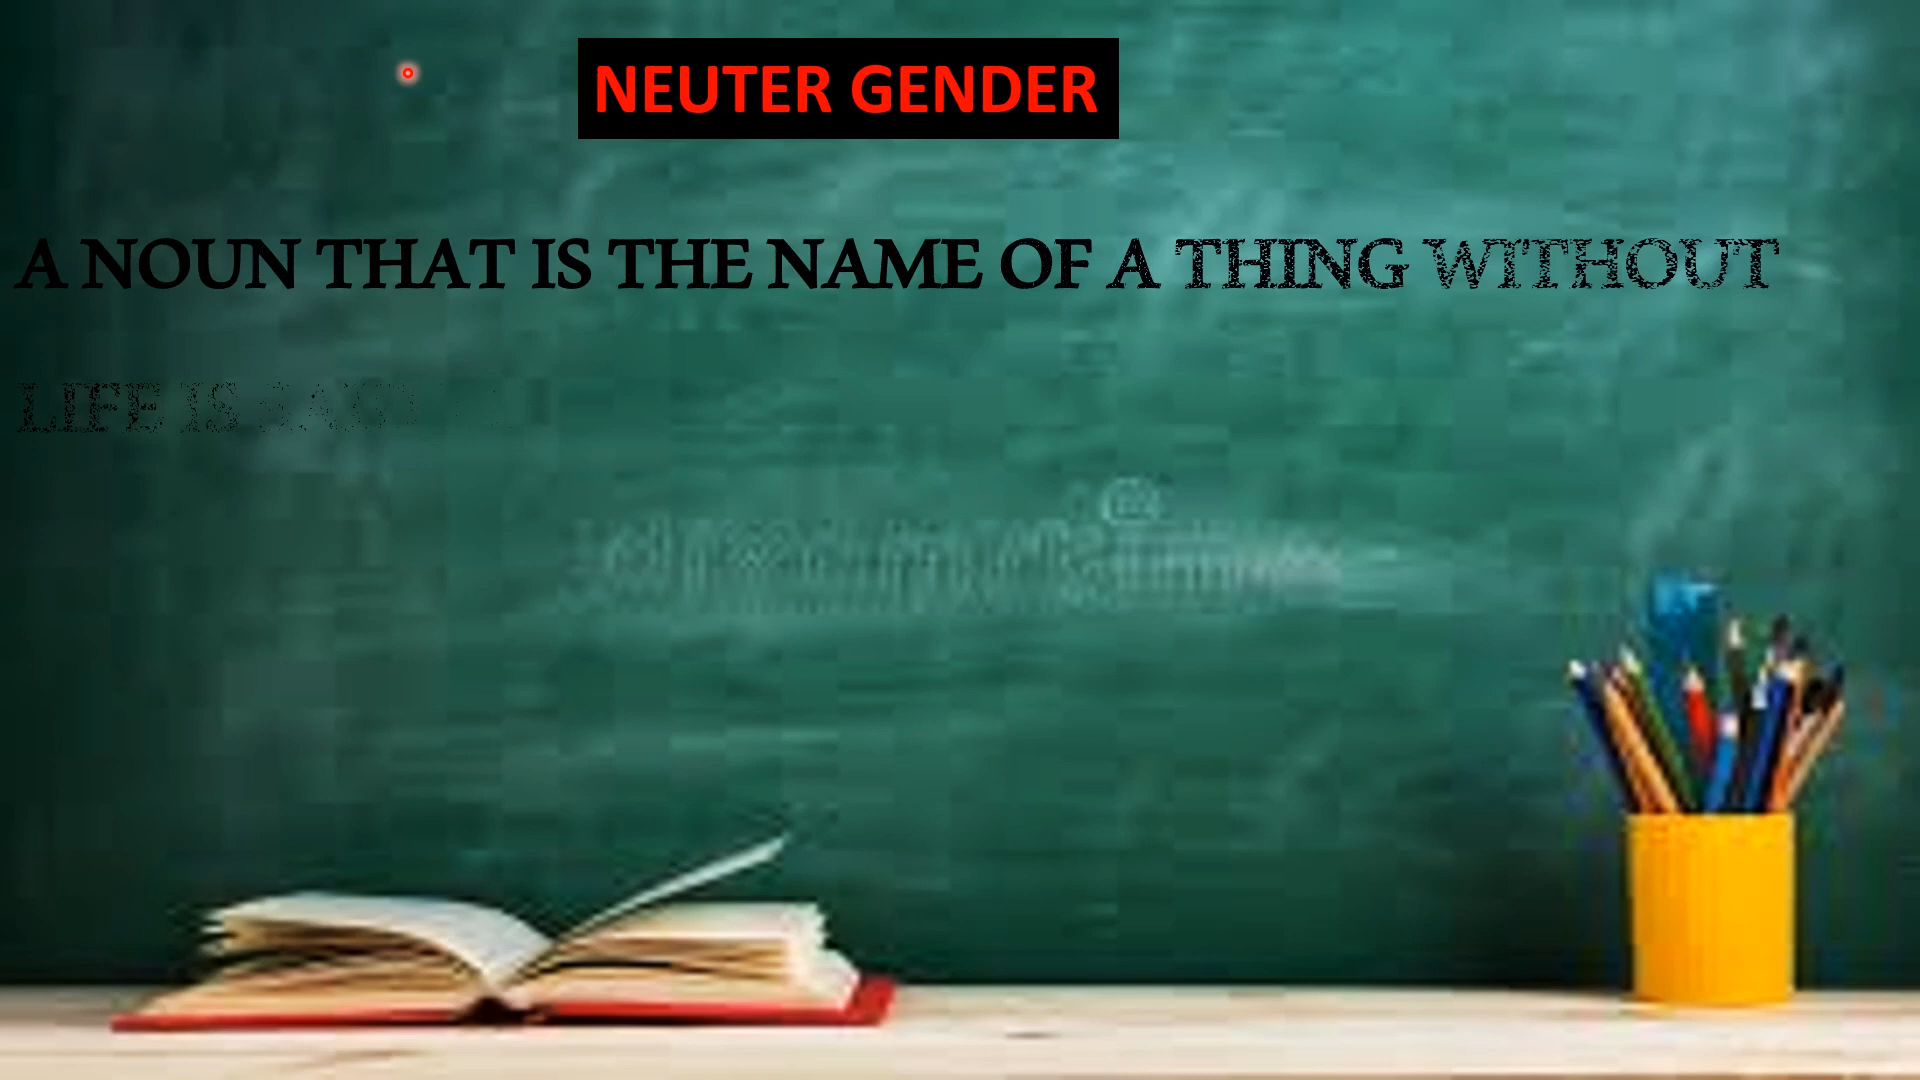 NEUTER GENDER
A NOUN THAT IS THE NAME OF A THING WITHOUT
LIFE IS